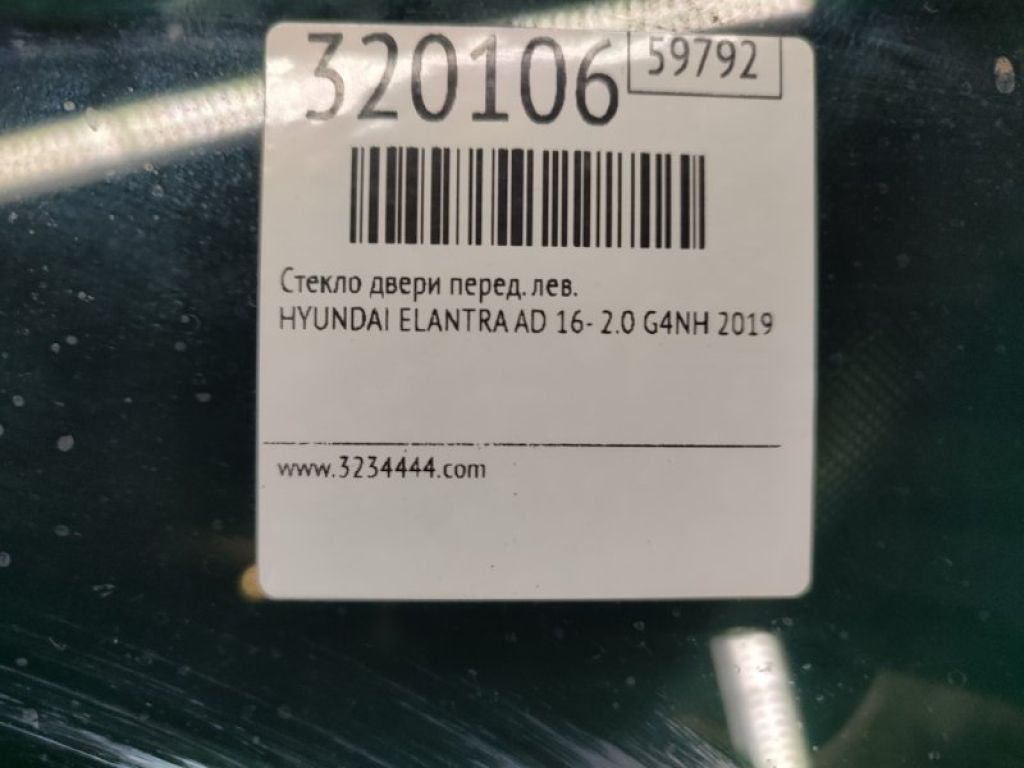 320106
59792
Стекло двери перед. лев.
HYUNDAI ELANTRA AD 16- 2.0 G4NH 2019
www.3234444.com